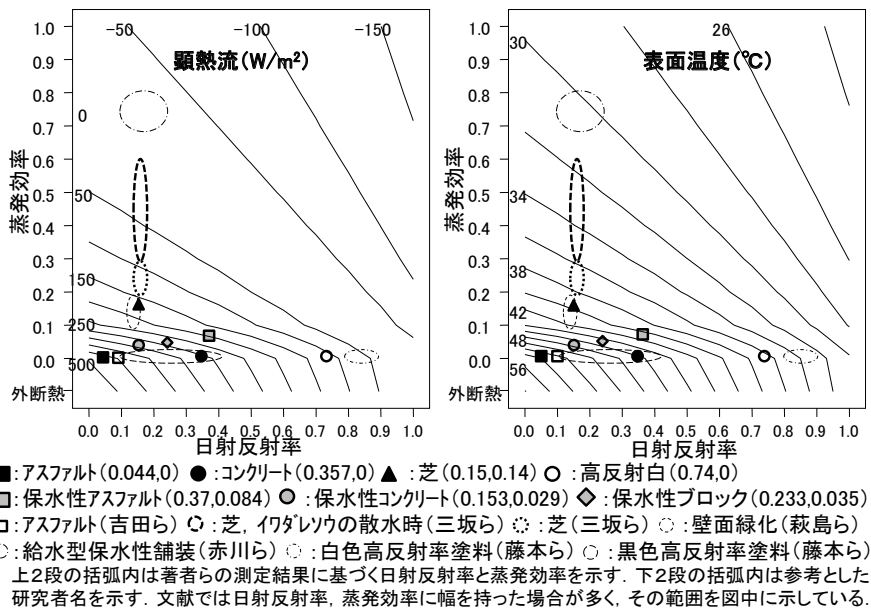 顕熱流(W/m²)
-50
-100
-150
1.0
0.9
0.8
0.7
0.6
0.5
0.4
0.3
0.2
0.1
0.0
外断熱
蒸発効率
0
50
150
250
500
0.0 0.1 0.2 0.3 0.4 0.5 0.6 0.7 0.8 0.9 1.0
日射反射率
表面温度(℃)
30
26
34
38
42
48
56
1.0
0.9
0.8
0.7
0.6
0.5
0.4
0.3
0.2
0.1
0.0
外断熱
蒸発効率
0.0 0.1 0.2 0.3 0.4 0.5 0.6 0.7 0.8 0.9 1.0
日射反射率
■:アスファルト(0.044,0) ●:コンクリート(0.357,0) ▲:芝(0.15,0.14) ○:高反射白(0.74,0)
:保水性アスファルト(0.37,0.084) :保水性コンクリート(0.153,0.029) :保水性ブロック(0.233,0.035)
□:アスファルト(吉田ら) :芝，イワダレソウの散水時(三坂ら) :芝(三坂ら) :壁面緑化(萩島ら)
:給水型保水性舗装(赤川ら) :白色高反射率塗料(藤本ら) :黒色高反射率塗料(藤本ら)
上2段の括弧内は著者らの測定結果に基づく日射反射率と蒸発効率を示す．下2段の括弧内は参考とした
研究者名を示す．文献では日射反射率，蒸発効率に幅を持った場合が多く，その範囲を図中に示している．